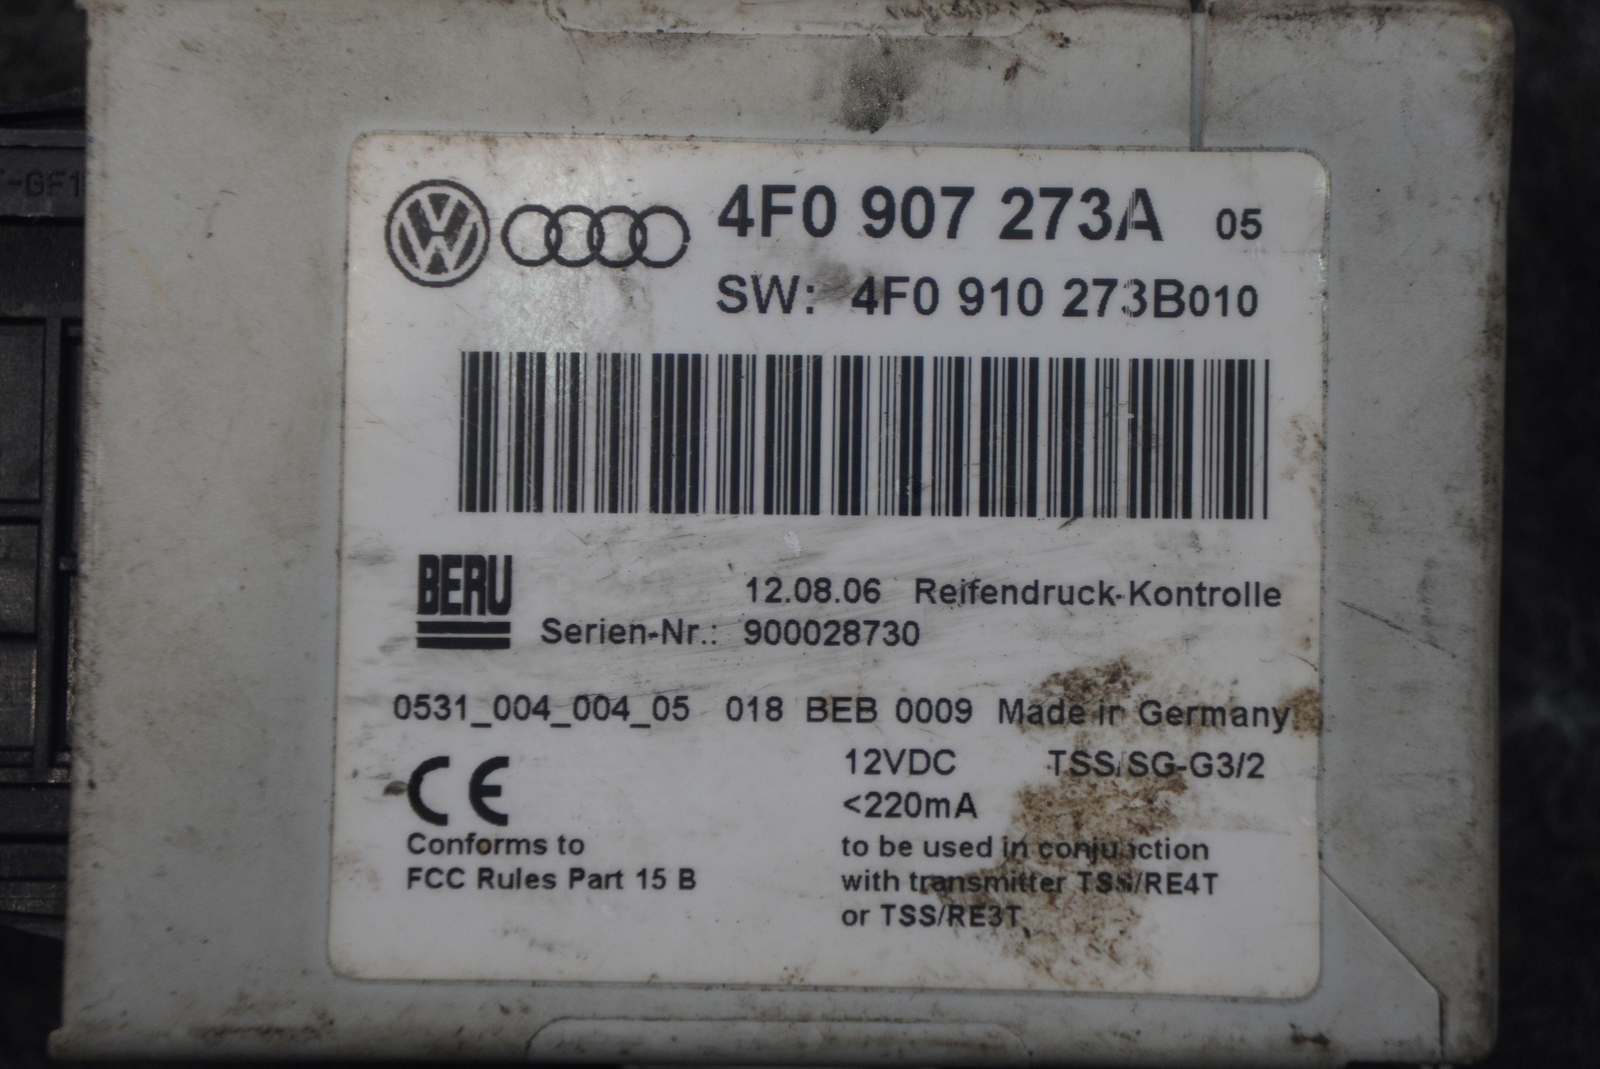 -GF1
4F0 907 273A 05
SW: 4F0 910 273B010
BERU
12.08.06 Reifendruck-Kontrolle
Serien-Nr.: 900028730
0531_004_004_05 018 BEB 0009 Made in Germany
CE
12VDC TSS/SG-G3/2
<220mA
Conforms to
FCC Rules Part 15 B
to be used in conjunction
with transmitter TSS/RE4T
or TSS/RE3T